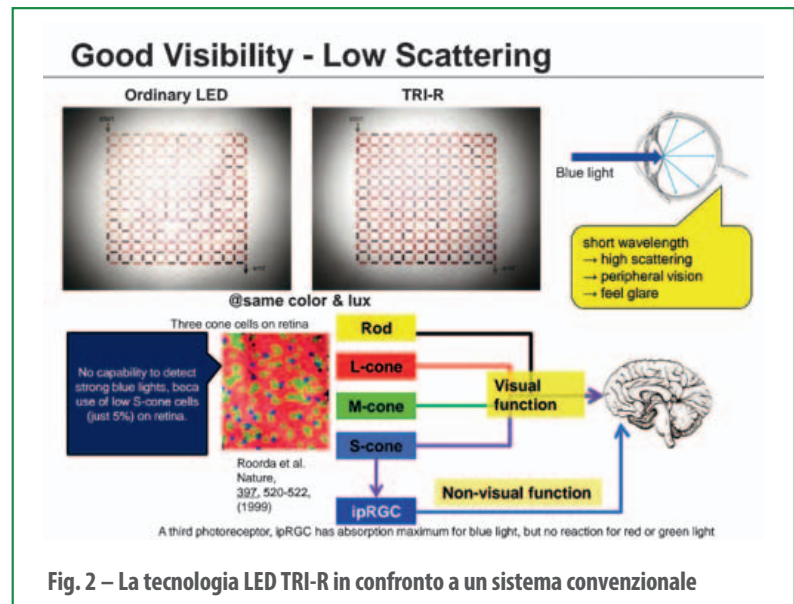 Good Visibility - Low Scattering
Ordinary LED
TRI-R
Blue light
short wavelength
→ high scattering
→ peripheral vision
→ feel glare
@same color & lux
Three cone cells on retina
No capability to detect
strong blue lights, beca
use of low S-cone cells
(just 5%) on retina.
Roorda et al.
Nature,
397, 520-522,
(1999)
Rod
L-cone
M-cone
S-cone
ipRGC
Visual
function
Non-visual function
A third photoreceptor, ipRGC has absorption maximum for blue light, but no reaction for red or green light
Fig. 2 – La tecnologia LED TRI-R in confronto a un sistema convenzionale